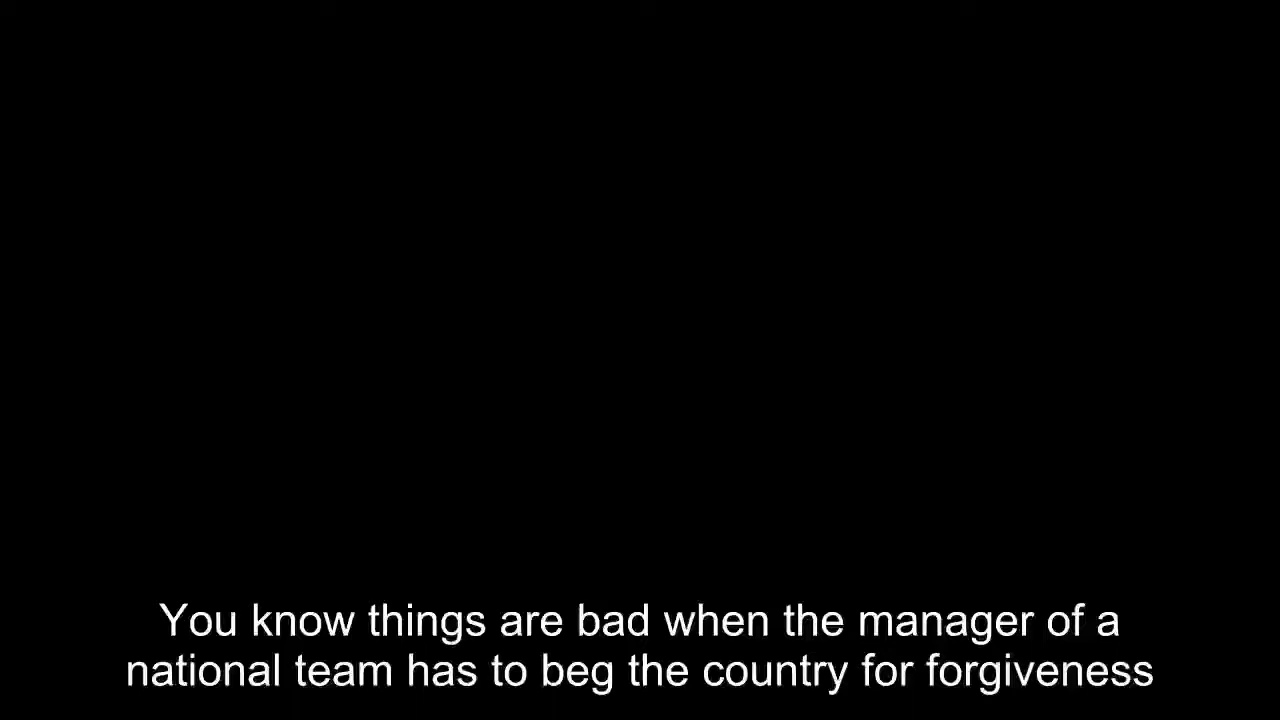 You know things are bad when the manager of a
national team has to beg the country for forgiveness